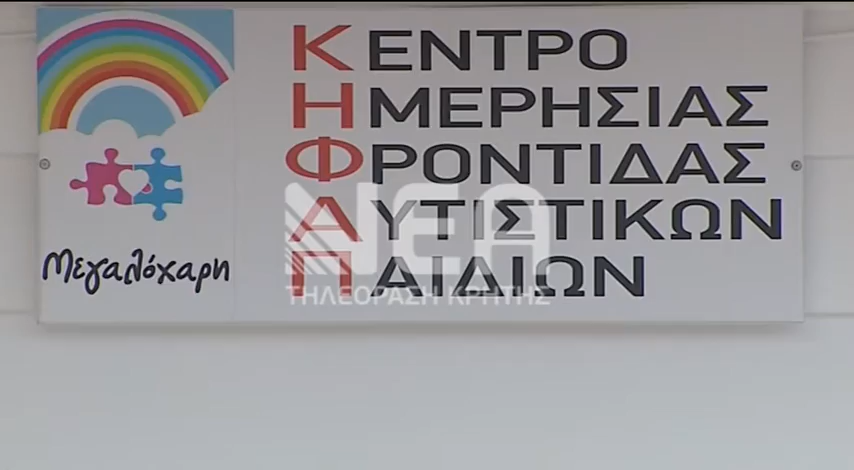 ΚΕΝΤΡΟ
ΗΜΕΡΗΣΙΑΣ
ΦΡΟΝΤΙΔΑΣ
ΑΥΤΙΣΤΙΚΩΝ
ΠΑΙΔΙΩΝ
Μεγαλόχαρη
ΝΕΑ
ΤΗΛΕΟΡΑΣΗ ΚΡΗΤΗΣ